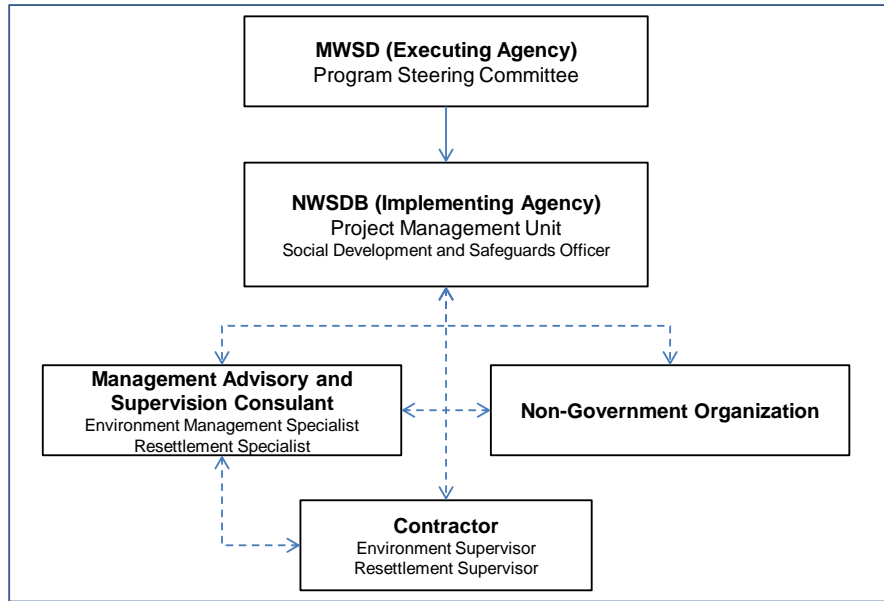 MWSD (Executing Agency)
Program Steering Committee
NWSDB (Implementing Agency)
Project Management Unit
Social Development and Safeguards Officer
Management Advisory and
Supervision Consulant
Environment Management Specialist
Resettlement Specialist
Non-Government Organization
Contractor
Environment Supervisor
Resettlement Supervisor